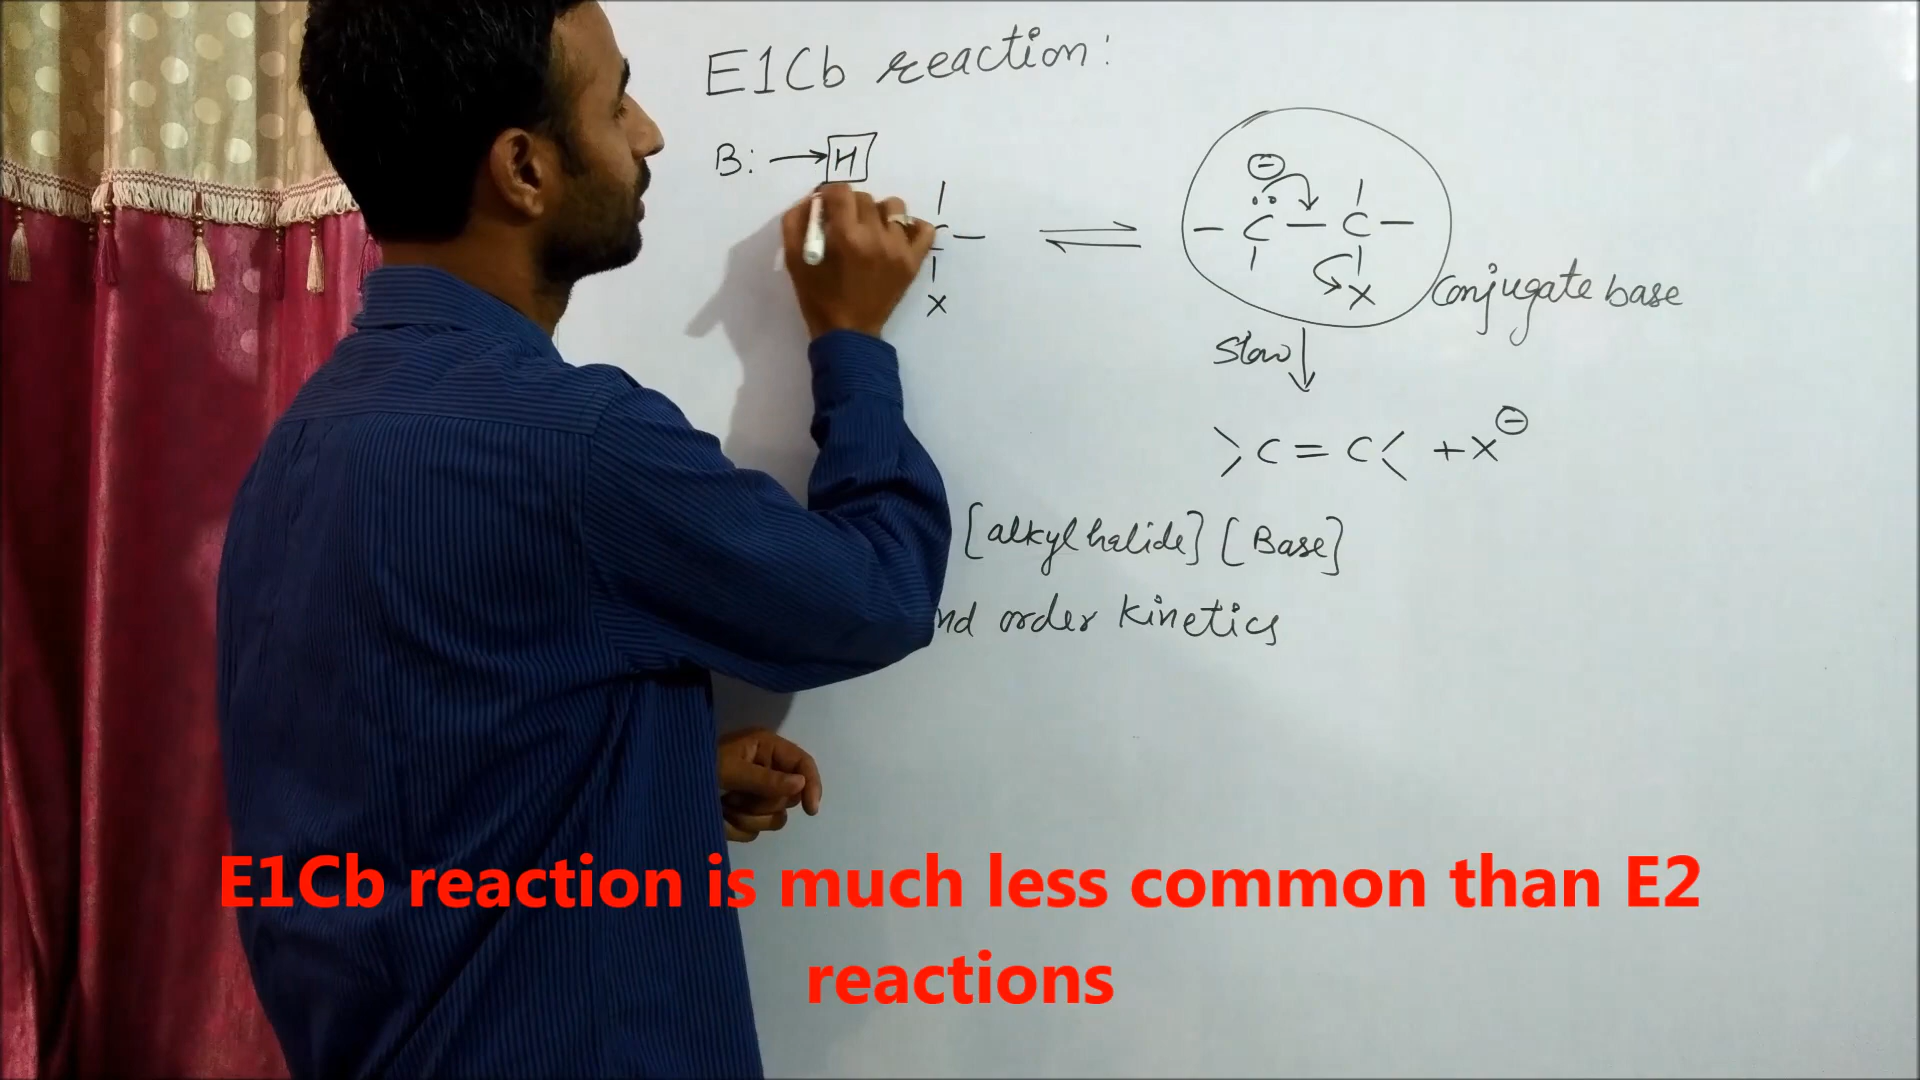 E1Cb reaction:
B: → H
⊖
— C — C —
C —
X
X
conjugate base
Slow
>C = C< + X⊖
[alkyl halide] [Base]
nd order kinetics
E1Cb reaction is much less common than E2
reactions